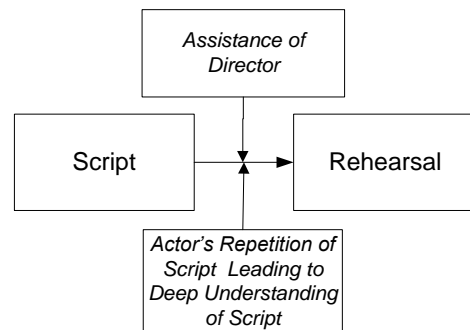 Assistance of
Director
Script
Rehearsal
Actor's Repetition of
Script Leading to
Deep Understanding
of Script